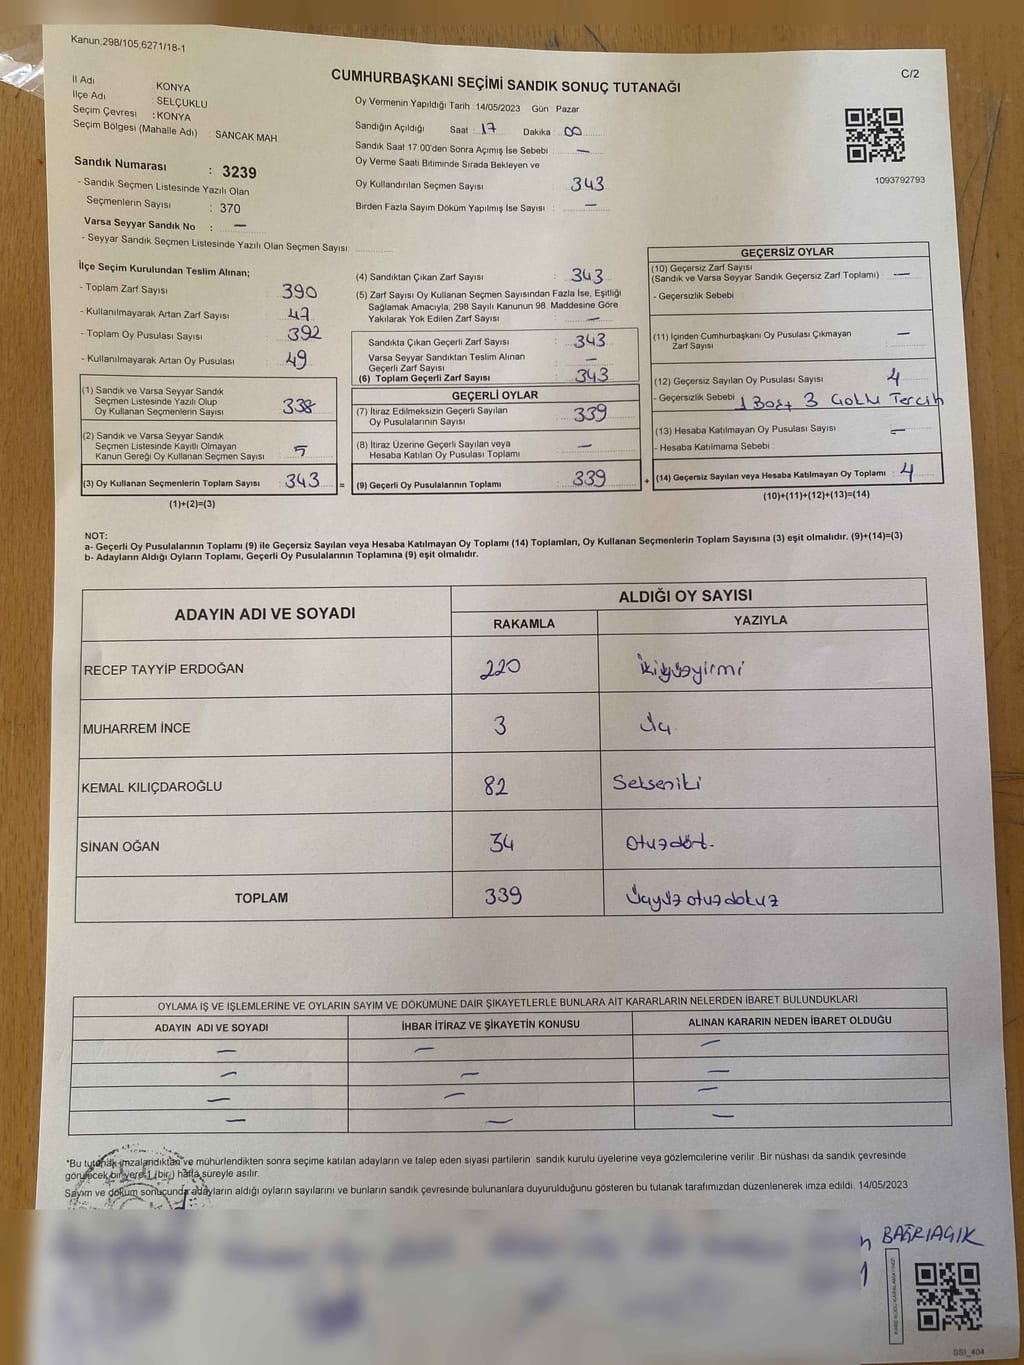 Kanun:298/105,6271/18-1
C/2
CUMHURBAŞKANI SEÇİMİ SANDIK SONUÇ TUTANAĞI
İl Adı : KONYA
İlçe Adı : SELÇUKLU
Seçim Çevresi : KONYA
Seçim Bölgesi (Mahalle Adı) : SANCAK MAH
Sandık Numarası : 3239
- Sandık Seçmen Listesinde Yazılı Olan
Seçmenlerin Sayısı : 370
Varsa Seyyar Sandık No : —
- Seyyar Sandık Seçmen Listesinde Yazılı Olan Seçmen Sayısı
Oy Vermenin Yapıldığı Tarih : 14/05/2023 Gün : Pazar
Sandığın Açıldığı Saat : 17 Dakika : 00
Sandık Saat 17:00'den Sonra Açımış İse Sebebi : —
Oy Verme Saati Bitiminde Sırada Bekleyen ve
Oy Kullandırılan Seçmen Sayısı : 343
Birden Fazla Sayım Döküm Yapılmış İse Sayısı : —
1093792793
İlçe Seçim Kurulundan Teslim Alınan;
- Toplam Zarf Sayısı : 390
- Kullanılmayarak Artan Zarf Sayısı : 47
- Toplam Oy Pusulası Sayısı : 392
- Kullanılmayarak Artan Oy Pusulası : 49
(1) Sandık ve Varsa Seyyar Sandık
Seçmen Listesinde Yazılı Olup
Oy Kullanan Seçmenlerin Sayısı : 338
(2) Sandık ve Varsa Seyyar Sandık
Seçmen Listesinde Kayıtlı Olmayan
Kanun Gereği Oy Kullanan Seçmen Sayısı : 5
(3) Oy Kullanan Seçmenlerin Toplam Sayısı : 343 =
(1)+(2)=(3)
(4) Sandıktan Çıkan Zarf Sayısı : 343
(5) Zarf Sayısı Oy Kullanan Seçmen Sayısından Fazla İse, Eşitliği
Sağlamak Amacıyla, 298 Sayılı Kanunun 98. Maddesine Göre
Yakılarak Yok Edilen Zarf Sayısı : —
Sandıkta Çıkan Geçerli Zarf Sayısı : 343
Varsa Seyyar Sandıktan Teslim Alınan
Geçerli Zarf Sayısı : —
(6) Toplam Geçerli Zarf Sayısı : 343
GEÇERLİ OYLAR
(7) İtiraz Edilmeksizin Geçerli Sayılan
Oy Pusulalarının Sayısı : 339
(8) İtiraz Üzerine Geçerli Sayılan veya
Hesaba Katılan Oy Pusulası Toplamı : —
(9) Geçerli Oy Pusulalarının Toplamı : 339 +
GEÇERSİZ OYLAR
(10) Geçersiz Zarf Sayısı
(Sandık ve Varsa Seyyar Sandık Geçersiz Zarf Toplamı) : —
- Geçersizlik Sebebi :
(11) İçinden Cumhurbaşkanı Oy Pusulası Çıkmayan
Zarf Sayısı : —
(12) Geçersiz Sayılan Oy Pusulası Sayısı : 4
- Geçersizlik Sebebi : 1 Boş + 3 Çoklu Tercih
(13) Hesaba Katılmayan Oy Pusulası Sayısı : —
- Hesaba Katılmama Sebebi :
(14) Geçersiz Sayılan veya Hesaba Katılmayan Oy Toplamı : 4
(10)+(11)+(12)+(13)=(14)
NOT:
a- Geçerli Oy Pusulalarının Toplamı (9) ile Geçersiz Sayılan veya Hesaba Katılmayan Oy Toplamı (14) Toplamları, Oy Kullanan Seçmenlerin Toplam Sayısına (3) eşit olmalıdır. (9)+(14)=(3)
b- Adayların Aldığı Oyların Toplamı, Geçerli Oy Pusulalarının Toplamına (9) eşit olmalıdır.
ADAYIN ADI VE SOYADI
ALDIĞI OY SAYISI
RAKAMLA YAZIYLA
RECEP TAYYİP ERDOĞAN 220 ikiyüzyirmi
MUHARREM İNCE 3 üç
KEMAL KILIÇDAROĞLU 82 Sekseniki
SİNAN OĞAN 34 otuzdört.
TOPLAM 339 üçyüzotuzdokuz
OYLAMA İŞ VE İŞLEMLERİNE VE OYLARIN SAYIM VE DÖKÜMÜNE DAİR ŞİKAYETLERLE BUNLARA AİT KARARLARIN NELERDEN İBARET BULUNDUKLARI
ADAYIN ADI VE SOYADI İHBAR İTİRAZ VE ŞİKAYETİN KONUSU ALINAN KARARIN NEDEN İBARET OLDUĞU
— — —
— — —
— — —
— — —
*Bu tutanak imzalandıktan ve mühürlendikten sonra seçime katılan adayların ve talep eden siyasi partilerin sandık kurulu üyelerine veya gözlemcilerine verilir .Bir nüshası da sandık çevresinde
görülecek bir yere 1 (bir) hafta süreyle asılır.
Sayım ve döküm sonucunda adayların aldığı oyların sayılarını ve bunların sandık çevresinde bulunanlara duyurulduğunu gösteren bu tutanak tarafımızdan düzenlenerek imza edildi. 14/05/2023
BAĞRIAÇIK
SSI_404